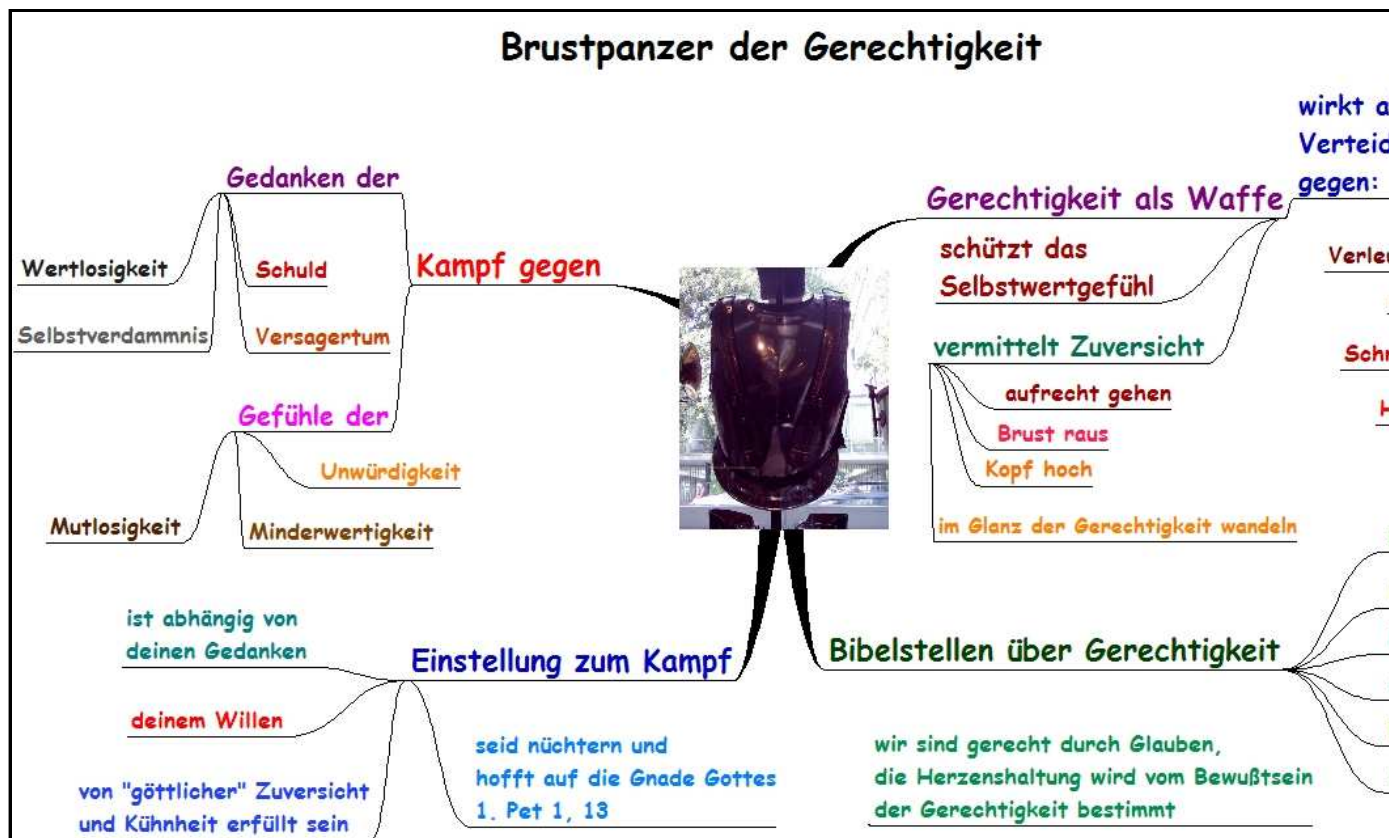 Brustpanzer der Gerechtigkeit
Kampf gegen
Gedanken der
Wertlosigkeit
Schuld
Selbstverdammnis
Versagertum
Gefühle der
Unwürdigkeit
Mutlosigkeit
Minderwertigkeit
Gerechtigkeit als Waffe
wirkt a
Verteid
gegen:
Verleu
Schr
schützt das
Selbstwertgefühl
vermittelt Zuversicht
aufrecht gehen
Brust raus
Kopf hoch
im Glanz der Gerechtigkeit wandeln
Einstellung zum Kampf
ist abhängig von
deinen Gedanken
deinem Willen
von "göttlicher" Zuversicht
und Kühnheit erfüllt sein
seid nüchtern und
hofft auf die Gnade Gottes
1. Pet 1, 13
Bibelstellen über Gerechtigkeit
wir sind gerecht durch Glauben,
die Herzenshaltung wird vom Bewußtsein
der Gerechtigkeit bestimmt